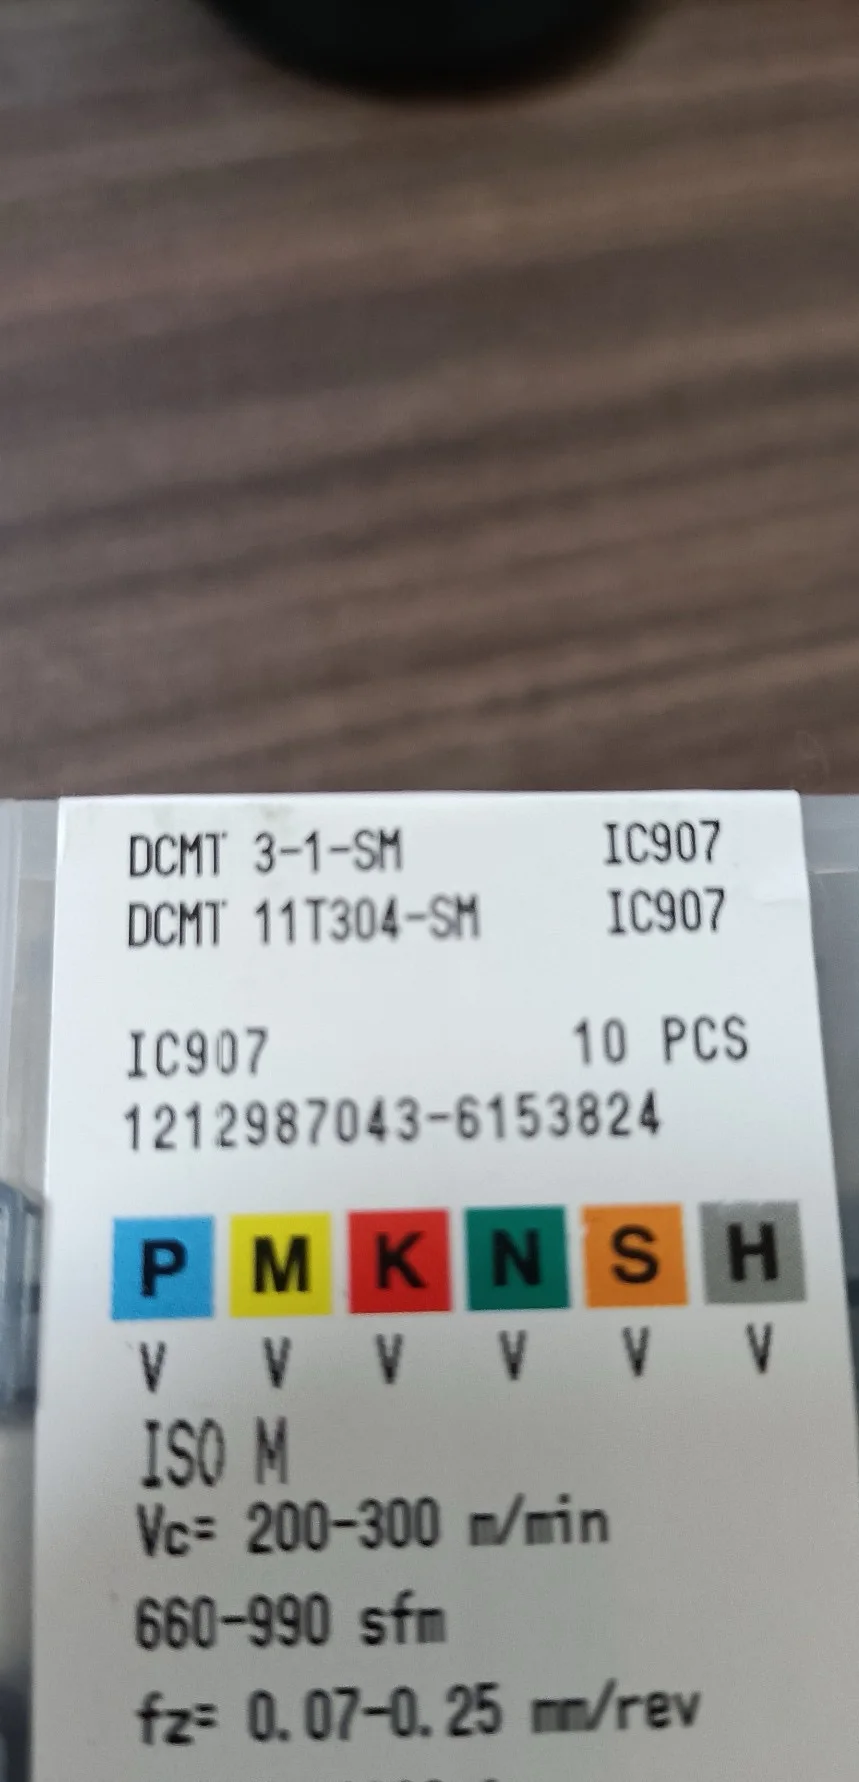 DCMT 3-1-SM IC907
DCMT 11T304-SM IC907
IC907 10 PCS
1212987043-6153824
P M K N S H
V V V V V V
ISO M
Vc= 200-300 m/min
660-990 sfm
fz= 0.07-0.25 mm/rev